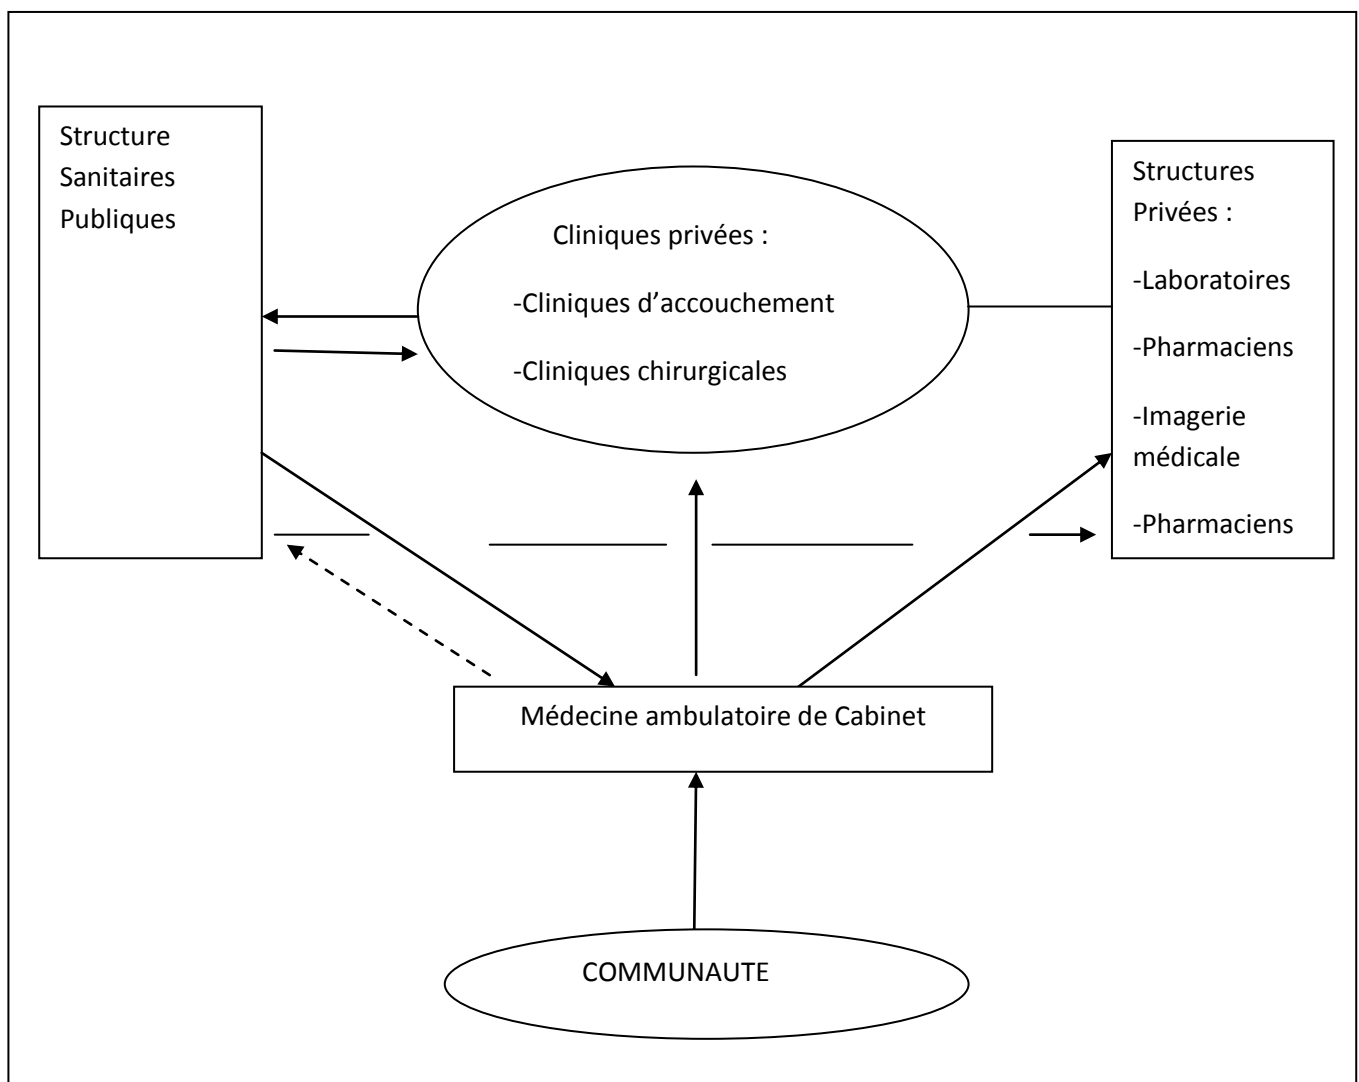 Structure
Sanitaires
Publiques
Cliniques privées :
-Cliniques d’accouchement
-Cliniques chirurgicales
Structures
Privées :
-Laboratoires
-Pharmaciens
-Imagerie
médicale
-Pharmaciens
Médecine ambulatoire de Cabinet
COMMUNAUTE